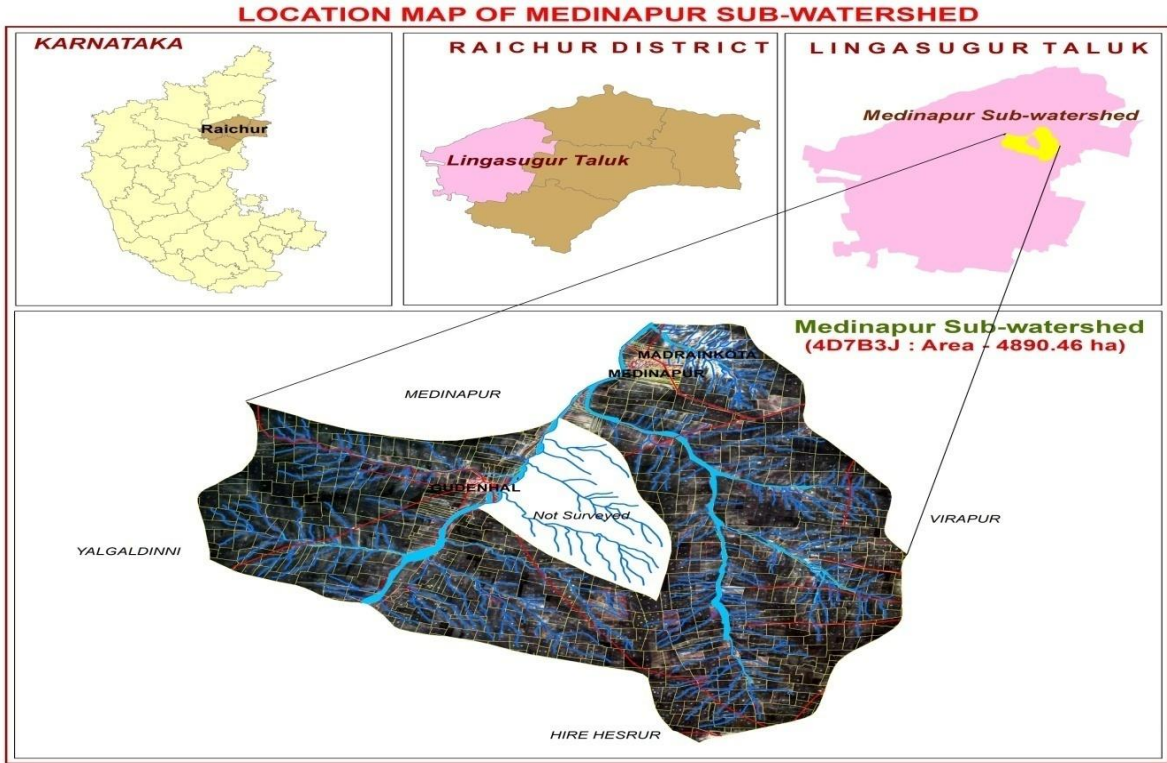 LOCATION MAP OF MEDINAPUR SUB-WATERSHED
KARNATAKA
Raichur
RAICHUR DISTRICT
Lingasugur Taluk
LINGASUGUR TALUK
Medinapur Sub-watershed
Medinapur Sub-watershed
(4D7B3J : Area - 4890.46 ha)
MADRAINKOTA
MEDINAPUR
MEDINAPUR
GUDENHAL
Not Surveyed
VIRAPUR
YALGALDINNI
HIRE HESRUR